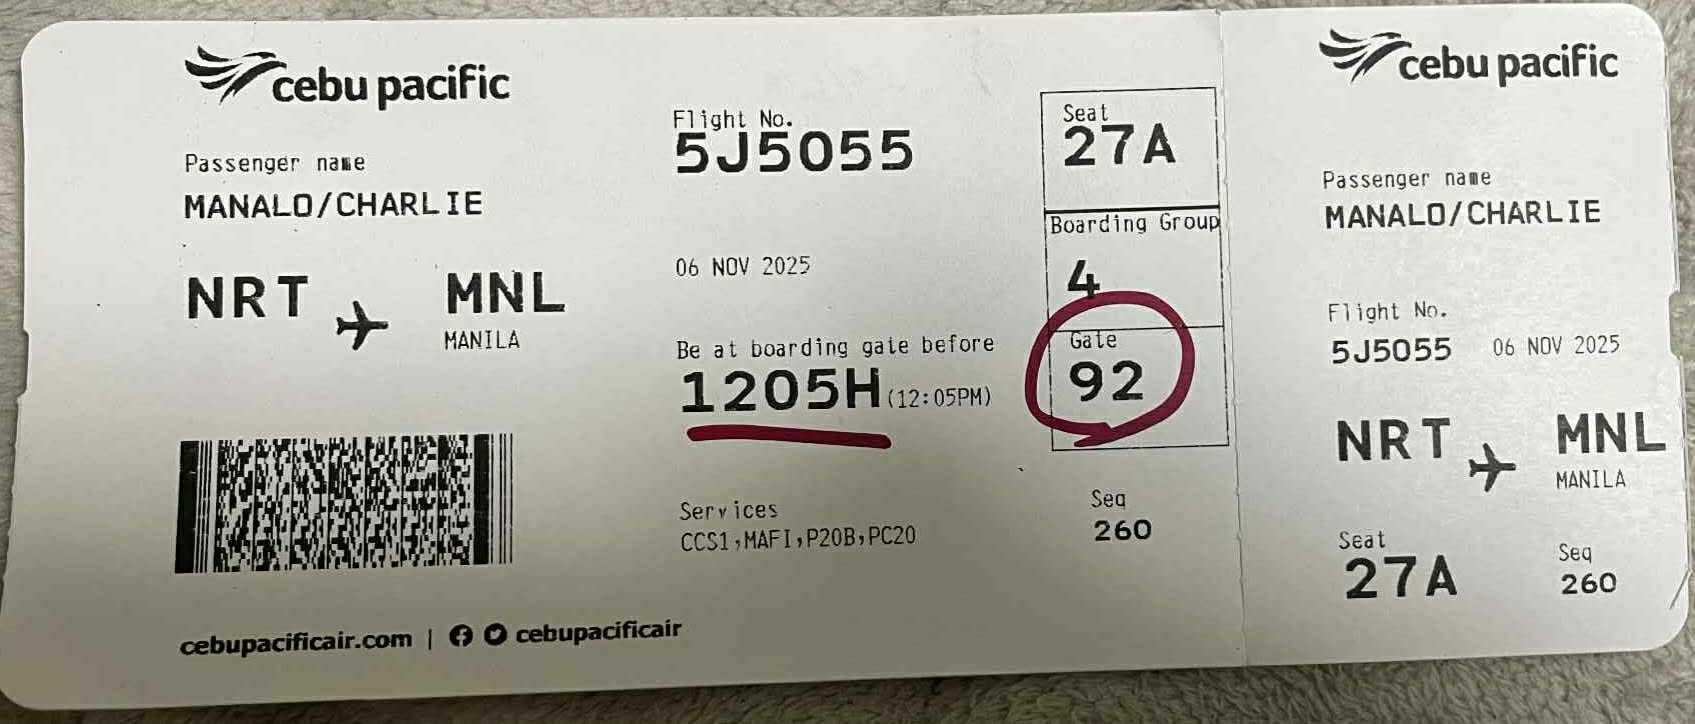 cebu pacific
Passenger name
MANALO/CHARLIE
NRT MNL
MANILA
Flight No.
5J5055
06 NOV 2025
Be at boarding gate before
1205H (12:05PM)
Services
CCS1,MAFI,P20B,PC20
Seat
27A
Boarding Group
4
Gate
92
Seq
260
cebupacificair.com | cebupacificair
cebu pacific
Passenger name
MANALO/CHARLIE
Flight No.
5J5055 06 NOV 2025
NRT MNL
MANILA
Seat Seq
27A 260